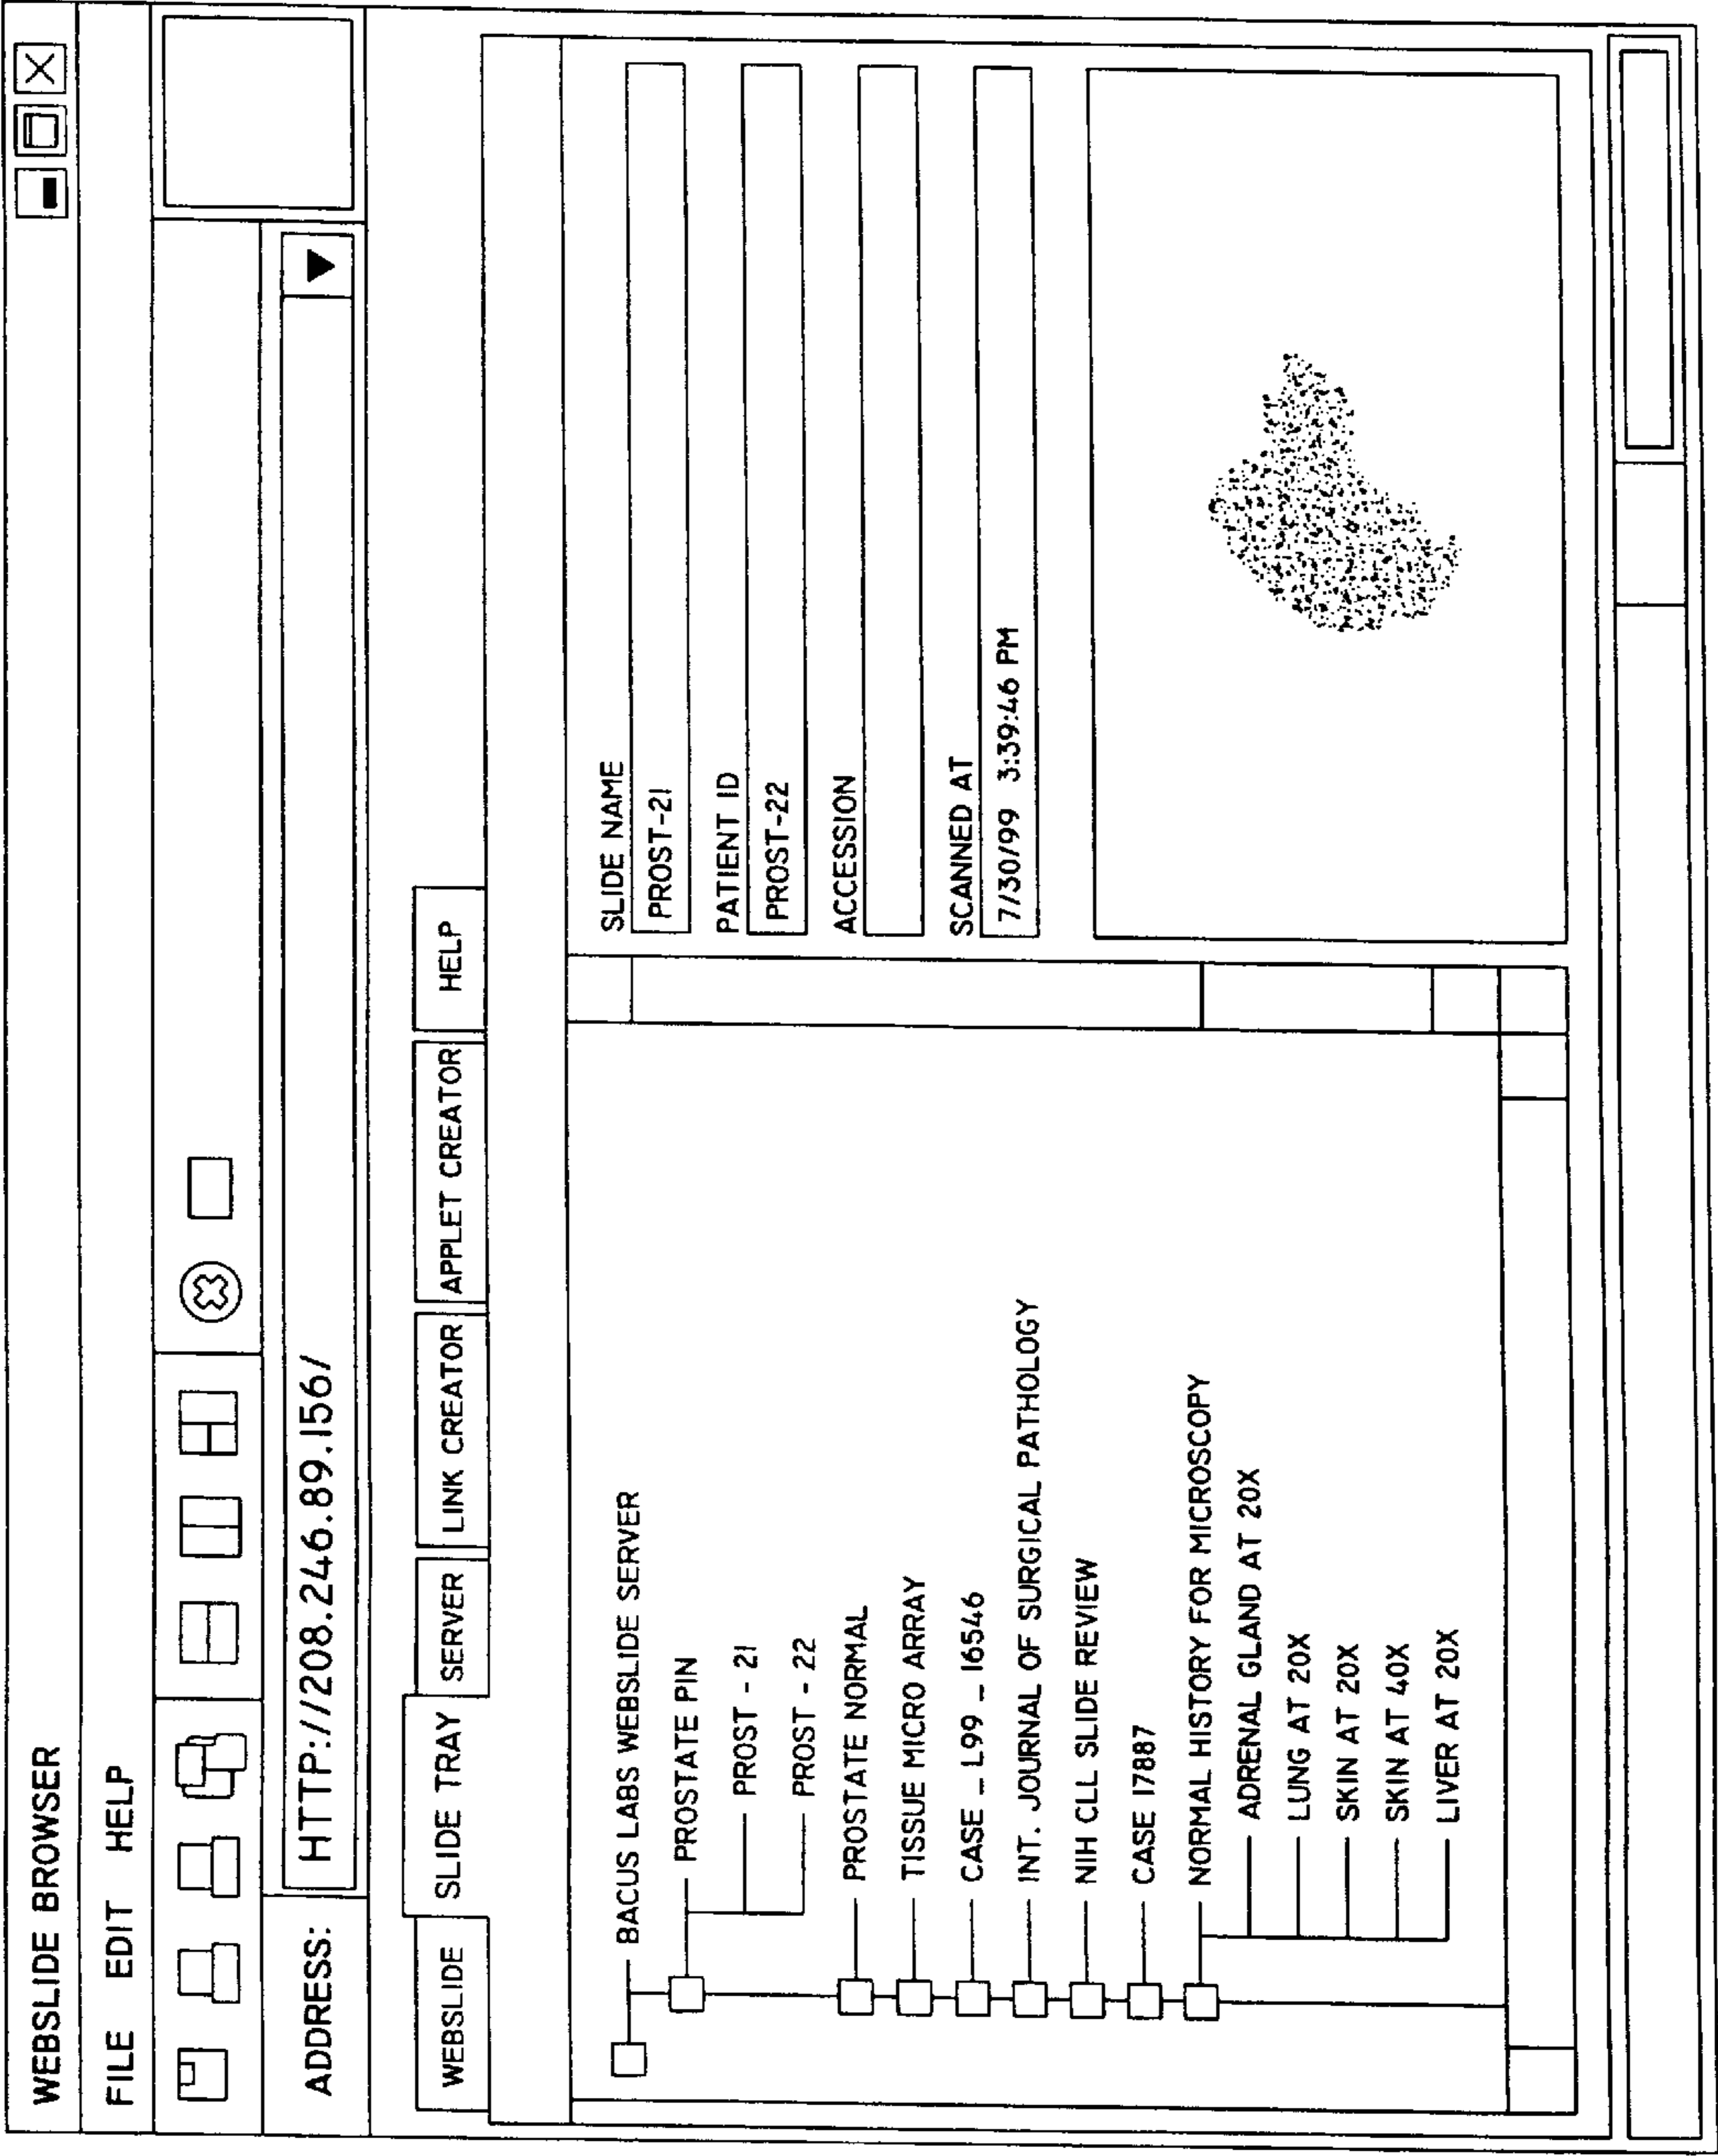 WEBSLIDE BROWSER
FILE EDIT HELP
ADDRESS: HTTP://208.246.89.156/
WEBSLIDE SLIDE TRAY SERVER LINK CREATOR APPLET CREATOR HELP
BACUS LABS WEBSLIDE SERVER
PROSTATE PIN
PROST - 21
PROST - 22
PROSTATE NORMAL
TISSUE MICRO ARRAY
CASE _ L99 _ 16546
INT. JOURNAL OF SURGICAL PATHOLOGY
NIH CLL SLIDE REVIEW
CASE 17887
NORMAL HISTORY FOR MICROSCOPY
ADRENAL GLAND AT 20X
LUNG AT 20X
SKIN AT 20X
SKIN AT 40X
LIVER AT 20X
SLIDE NAME
PROST-21
PATIENT ID
PROST-22
ACCESSION
SCANNED AT
7/30/99 3:39:46 PM